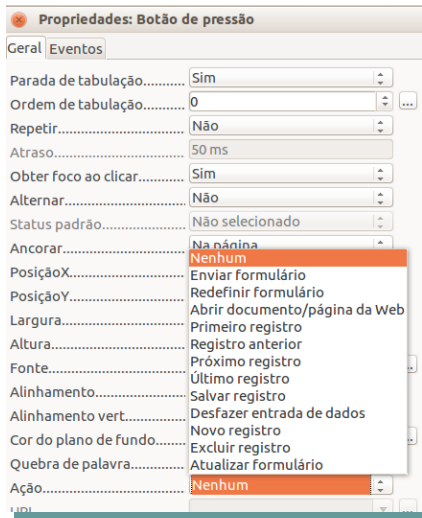 Propriedades: Botão de pressão
Geral Eventos
Parada de tabulação........... Sim
Ordem de tabulação........... 0 ...
Repetir............................... Não
Atraso................................ 50 ms
Obter foco ao clicar............ Sim
Alternar............................. Não
Status padrão.................... Não selecionado
Ancorar............................. Na página
PosiçãoX............................
PosiçãoY............................
Largura..............................
Altura................................
Fonte.................................
Alinhamento......................
Alinhamento vert...............
Cor do plano de fundo.......
Quebra de palavra..............
Nenhum
Enviar formulário
Redefinir formulário
Abrir documento/página da Web
Primeiro registro
Registro anterior
Próximo registro
Último registro
Salvar registro
Desfazer entrada de dados
Novo registro
Excluir registro
Atualizar formulário
Ação................................... Nenhum